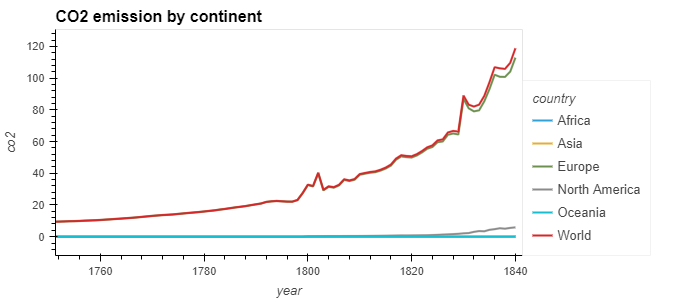 CO2 emission by continent
120
100
80
60
40
20
0
co2
1760
1780
1800
1820
1840
year
country
Africa
Asia
Europe
North America
Oceania
World